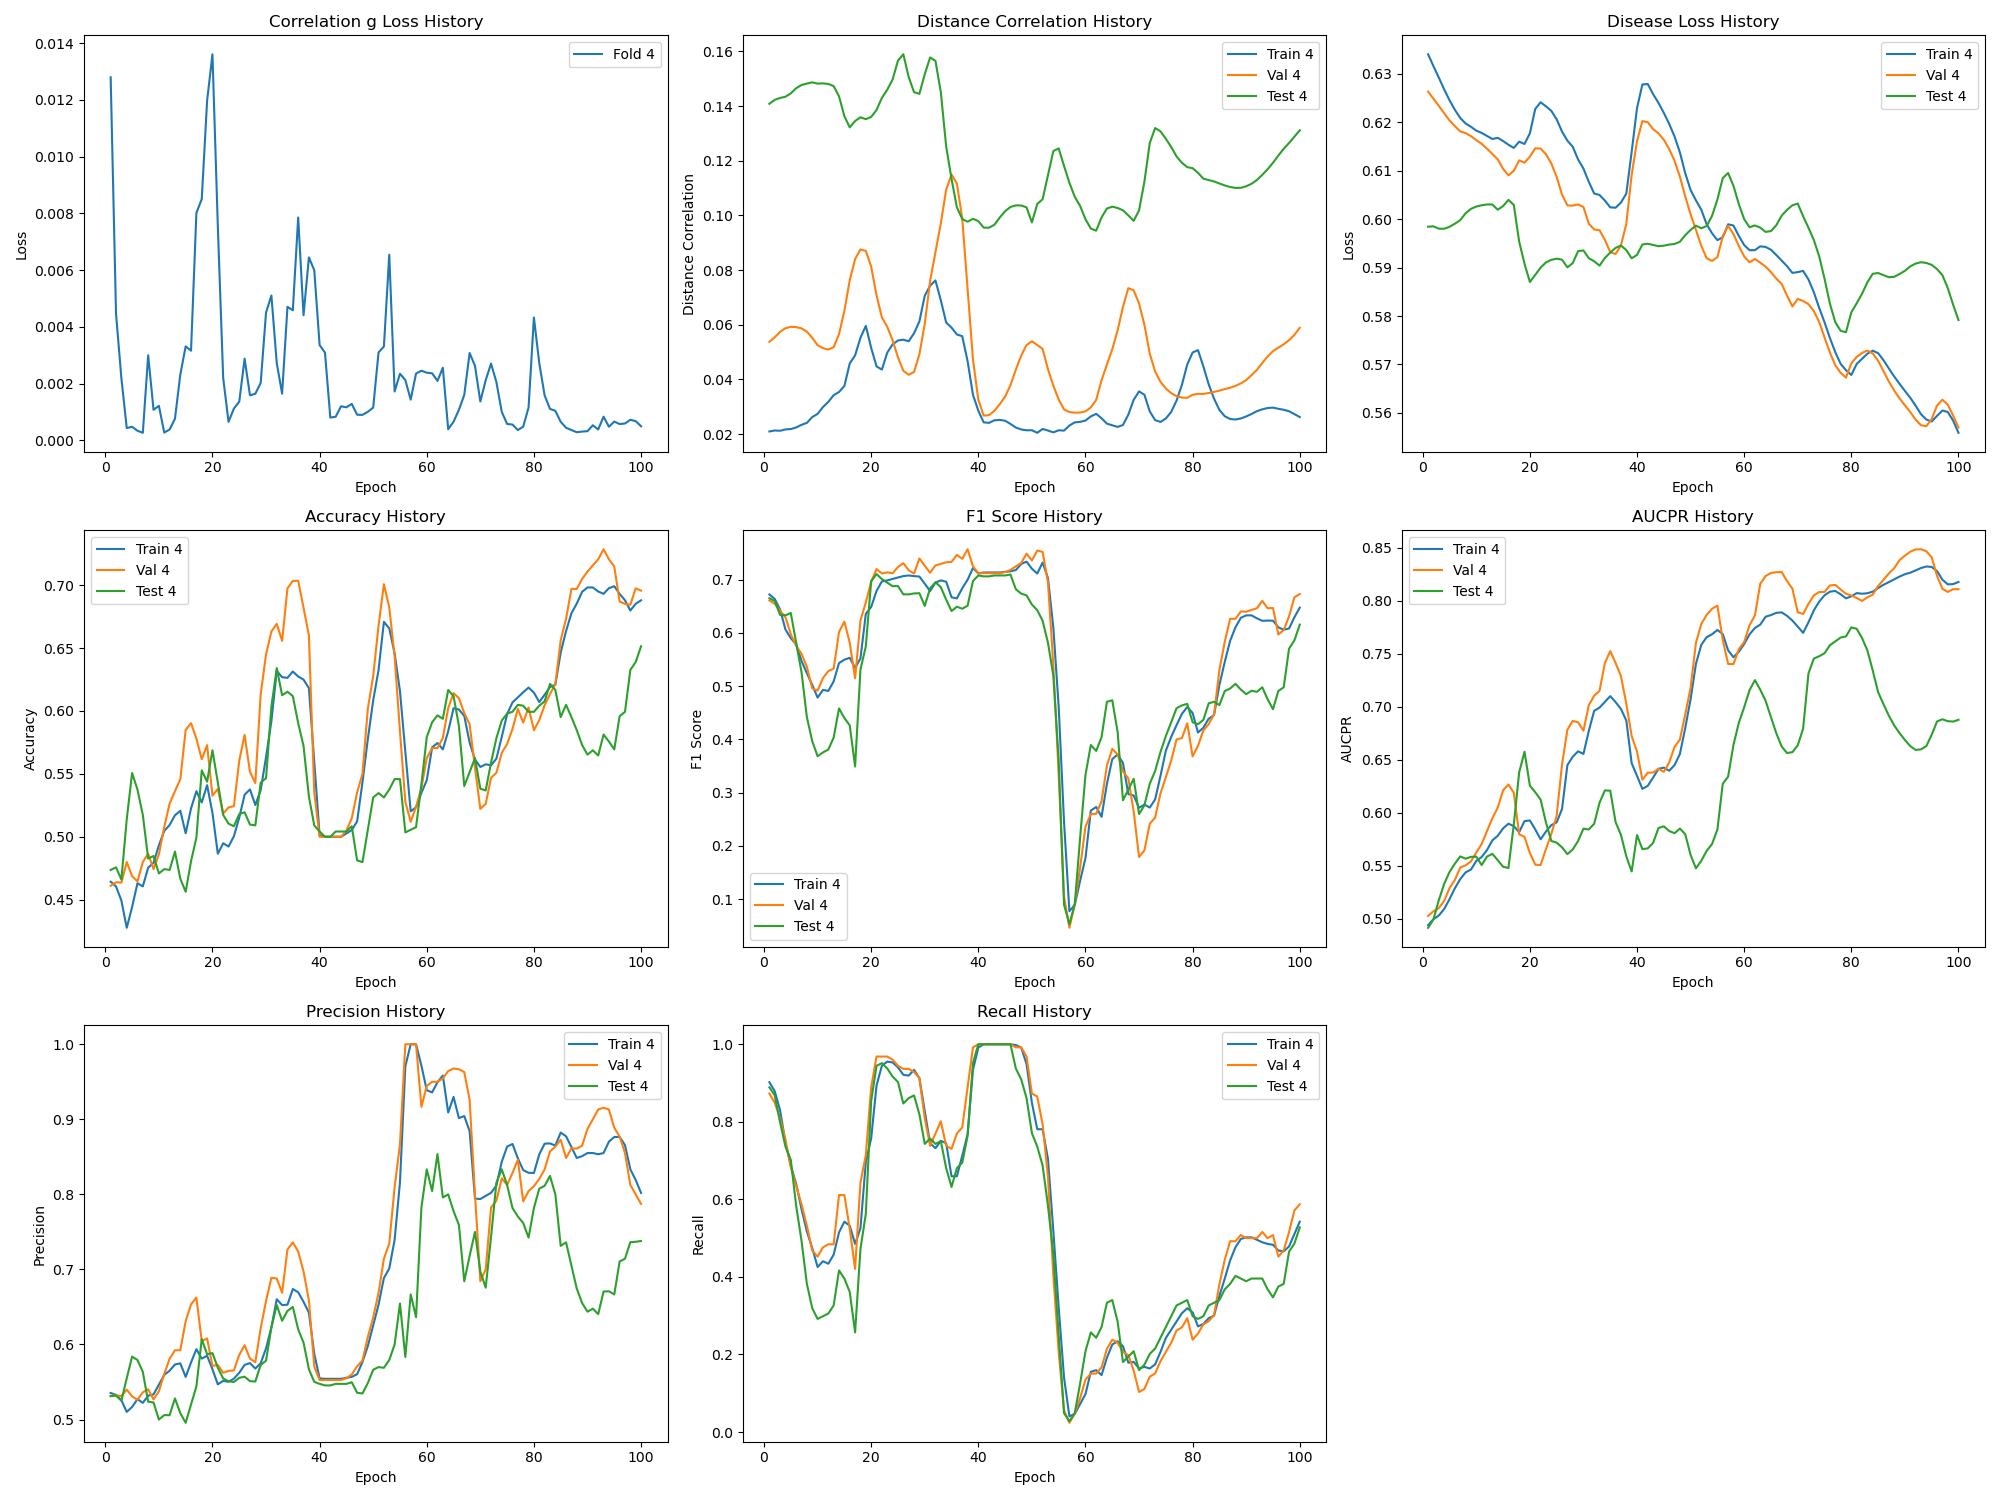 Correlation g Loss History
Fold 4
0.014
0.012
0.010
0.008
0.006
0.004
0.002
0.000
Loss
0 20 40 60 80 100
Epoch
Distance Correlation History
Train 4
Val 4
Test 4
0.16
0.14
0.12
0.10
0.08
0.06
0.04
0.02
Distance Correlation
0 20 40 60 80 100
Epoch
Disease Loss History
Train 4
Val 4
Test 4
0.63
0.62
0.61
0.60
0.59
0.58
0.57
0.56
Loss
0 20 40 60 80 100
Epoch
Accuracy History
Train 4
Val 4
Test 4
0.70
0.65
0.60
0.55
0.50
0.45
Accuracy
0 20 40 60 80 100
Epoch
F1 Score History
0.7
0.6
0.5
0.4
0.3
0.2
0.1
F1 Score
Train 4
Val 4
Test 4
0 20 40 60 80 100
Epoch
AUCPR History
Train 4
Val 4
Test 4
0.85
0.80
0.75
0.70
0.65
0.60
0.55
0.50
AUCPR
0 20 40 60 80 100
Epoch
Precision History
Train 4
Val 4
Test 4
1.0
0.9
0.8
0.7
0.6
0.5
Precision
0 20 40 60 80 100
Epoch
Recall History
Train 4
Val 4
Test 4
1.0
0.8
0.6
0.4
0.2
0.0
Recall
0 20 40 60 80 100
Epoch